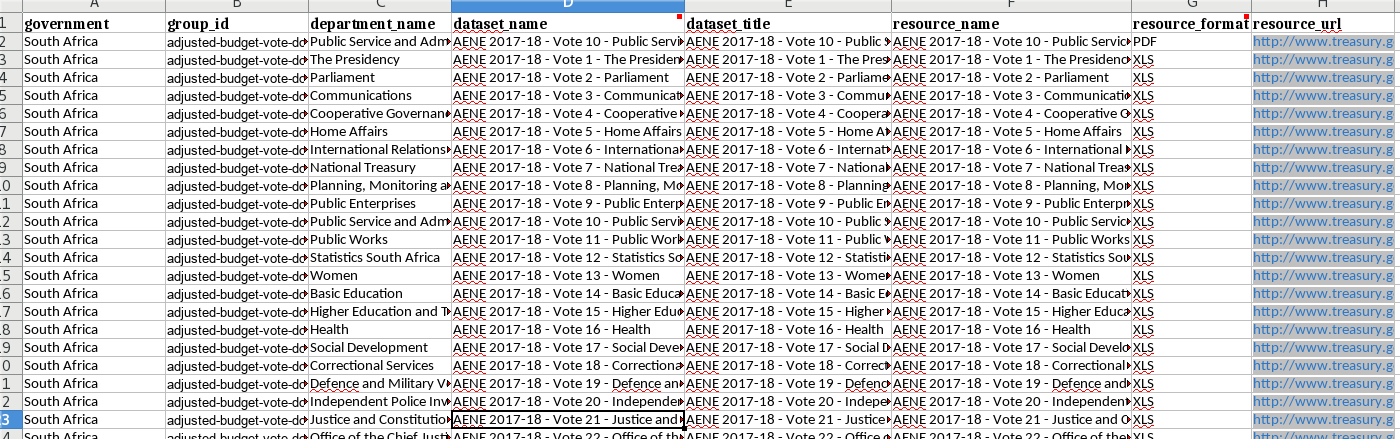 A B C D E F G H
1 government group_id department_name dataset_name dataset_title resource_name resource_format resource_url
2 South Africa adjusted-budget-vote-do Public Service and Adm AENE 2017-18 - Vote 10 - Public Servi AENE 2017-18 - Vote 10 - Public S AENE 2017-18 - Vote 10 - Public Servic PDF http://www.treasury.g
3 South Africa adjusted-budget-vote-do The Presidency AENE 2017-18 - Vote 1 - The Presiden AENE 2017-18 - Vote 1 - The Pres AENE 2017-18 - Vote 1 - The Presidenc XLS http://www.treasury.g
4 South Africa adjusted-budget-vote-do Parliament AENE 2017-18 - Vote 2 - Parliament AENE 2017-18 - Vote 2 - Parliame AENE 2017-18 - Vote 2 - Parliament XLS http://www.treasury.g
5 South Africa adjusted-budget-vote-do Communications AENE 2017-18 - Vote 3 - Communicat AENE 2017-18 - Vote 3 - Commu AENE 2017-18 - Vote 3 - Communicatio XLS http://www.treasury.g
6 South Africa adjusted-budget-vote-do Cooperative Governan AENE 2017-18 - Vote 4 - Cooperative AENE 2017-18 - Vote 4 - Coopera AENE 2017-18 - Vote 4 - Cooperative G XLS http://www.treasury.g
7 South Africa adjusted-budget-vote-do Home Affairs AENE 2017-18 - Vote 5 - Home Affairs AENE 2017-18 - Vote 5 - Home A AENE 2017-18 - Vote 5 - Home Affairs XLS http://www.treasury.g
8 South Africa adjusted-budget-vote-do International Relations AENE 2017-18 - Vote 6 - Internationa AENE 2017-18 - Vote 6 - Internat AENE 2017-18 - Vote 6 - International XLS http://www.treasury.g
9 South Africa adjusted-budget-vote-do National Treasury AENE 2017-18 - Vote 7 - National Tre AENE 2017-18 - Vote 7 - National AENE 2017-18 - Vote 7 - National Treas XLS http://www.treasury.g
10 South Africa adjusted-budget-vote-do Planning, Monitoring a AENE 2017-18 - Vote 8 - Planning, Mo AENE 2017-18 - Vote 8 - Planning AENE 2017-18 - Vote 8 - Planning, Mor XLS http://www.treasury.g
11 South Africa adjusted-budget-vote-do Public Enterprises AENE 2017-18 - Vote 9 - Public Enterp AENE 2017-18 - Vote 9 - Public En AENE 2017-18 - Vote 9 - Public Enterpr XLS http://www.treasury.g
12 South Africa adjusted-budget-vote-do Public Service and Adm AENE 2017-18 - Vote 10 - Public Servi AENE 2017-18 - Vote 10 - Public S AENE 2017-18 - Vote 10 - Public Servic XLS http://www.treasury.g
13 South Africa adjusted-budget-vote-do Public Works AENE 2017-18 - Vote 11 - Public Work AENE 2017-18 - Vote 11 - Public V AENE 2017-18 - Vote 11 - Public Works XLS http://www.treasury.g
14 South Africa adjusted-budget-vote-do Statistics South Africa AENE 2017-18 - Vote 12 - Statistics So AENE 2017-18 - Vote 12 - Statisti AENE 2017-18 - Vote 12 - Statistics Sou XLS http://www.treasury.g
15 South Africa adjusted-budget-vote-do Women AENE 2017-18 - Vote 13 - Women AENE 2017-18 - Vote 13 - Wome AENE 2017-18 - Vote 13 - Women XLS http://www.treasury.g
16 South Africa adjusted-budget-vote-do Basic Education AENE 2017-18 - Vote 14 - Basic Educa AENE 2017-18 - Vote 14 - Basic E AENE 2017-18 - Vote 14 - Basic Educat XLS http://www.treasury.g
17 South Africa adjusted-budget-vote-do Higher Education and T AENE 2017-18 - Vote 15 - Higher Edu AENE 2017-18 - Vote 15 - Higher AENE 2017-18 - Vote 15 - Higher Educa XLS http://www.treasury.g
18 South Africa adjusted-budget-vote-do Health AENE 2017-18 - Vote 16 - Health AENE 2017-18 - Vote 16 - Health AENE 2017-18 - Vote 16 - Health XLS http://www.treasury.g
19 South Africa adjusted-budget-vote-do Social Development AENE 2017-18 - Vote 17 - Social Deve AENE 2017-18 - Vote 17 - Social D AENE 2017-18 - Vote 17 - Social Develo XLS http://www.treasury.g
0 South Africa adjusted-budget-vote-do Correctional Services AENE 2017-18 - Vote 18 - Correctiona AENE 2017-18 - Vote 18 - Correct AENE 2017-18 - Vote 18 - Correctional XLS http://www.treasury.g
1 South Africa adjusted-budget-vote-do Defence and Military V AENE 2017-18 - Vote 19 - Defence an AENE 2017-18 - Vote 19 - Defenc AENE 2017-18 - Vote 19 - Defence and XLS http://www.treasury.g
2 South Africa adjusted-budget-vote-do Independent Police Inv AENE 2017-18 - Vote 20 - Independer AENE 2017-18 - Vote 20 - Indepe AENE 2017-18 - Vote 20 - Independent XLS http://www.treasury.g
3 South Africa adjusted-budget-vote-do Justice and Constitutio AENE 2017-18 - Vote 21 - Justice and AENE 2017-18 - Vote 21 - Justice AENE 2017-18 - Vote 21 - Justice and C XLS http://www.treasury.g
4 South Africa adjusted-budget-vote-do Office of the Chief Justi AENE 2017-18 - Vote 22 - Office of the AENE 2017-18 - Vote 22 - Office o AENE 2017-18 - Vote 22 - Office of the XLS http://www.treasury.g